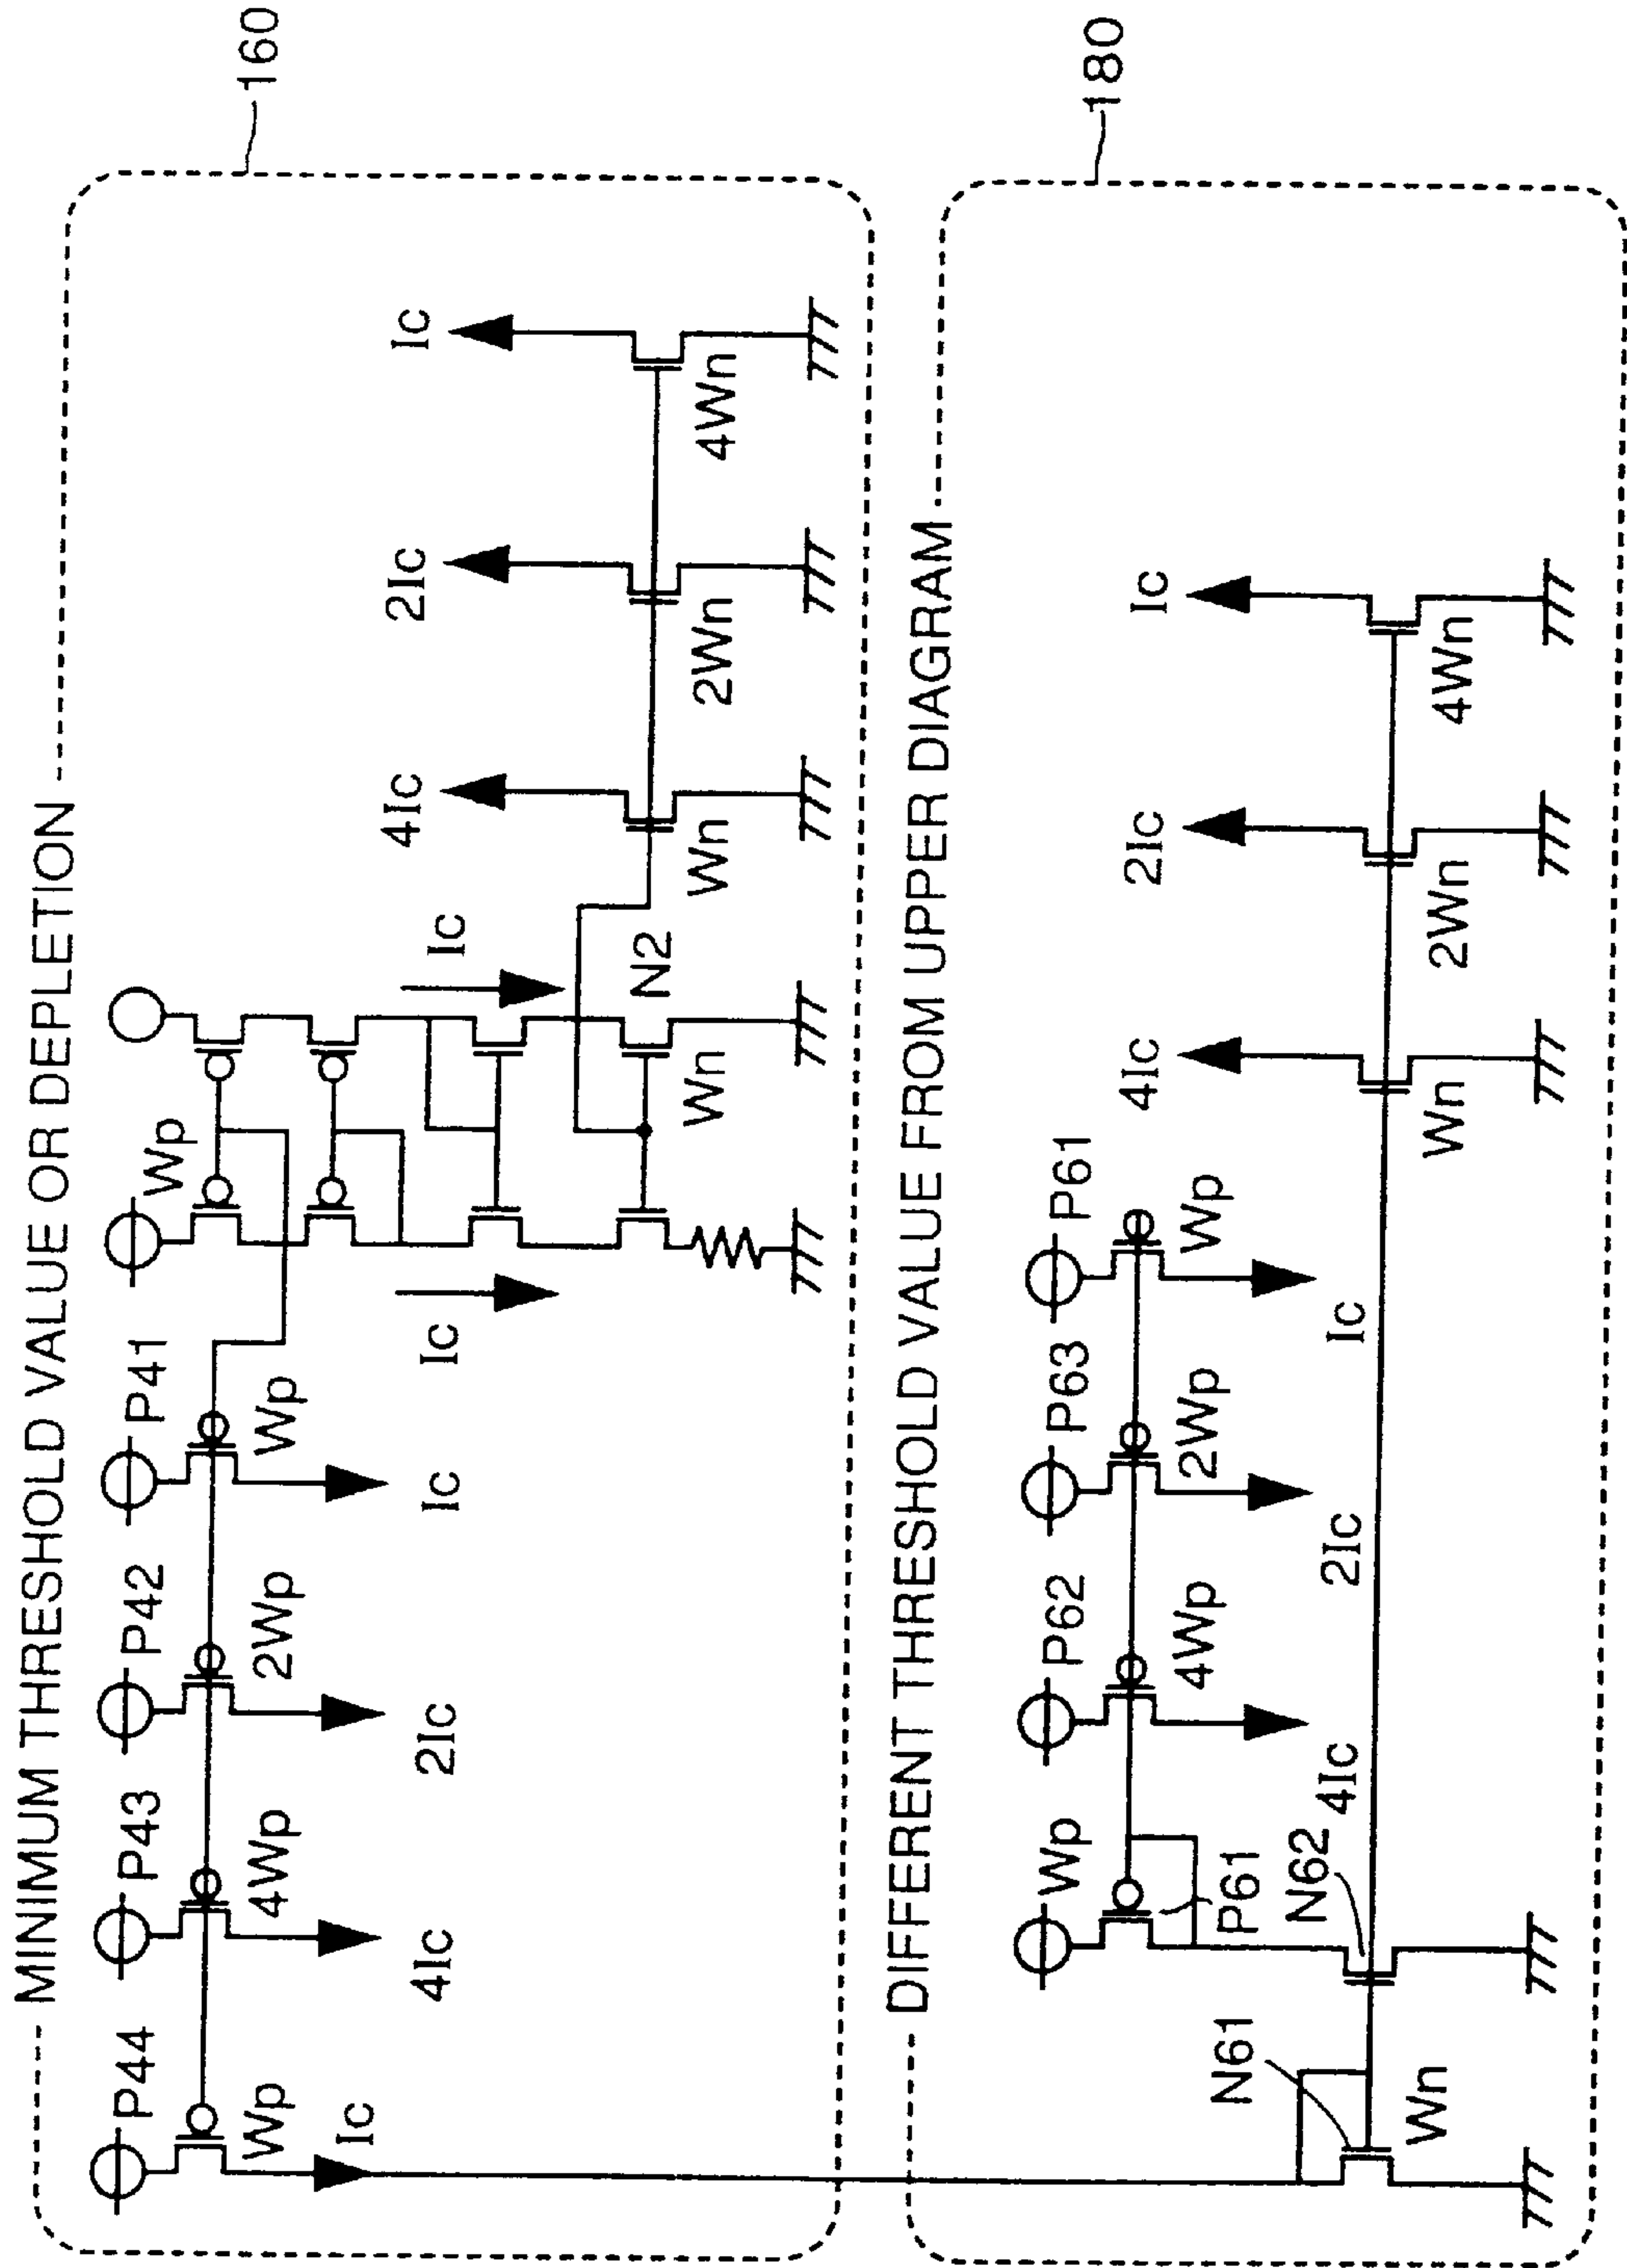 MINIMUM THRESHOLD VALUE OR DEPLETION
160
P44
P43
P42
P41
Wp
Wp
4Wp
2Wp
Wp
Ic
4Ic
2Ic
Ic
Ic
Ic
N2
Wn
4Ic
2Ic
Ic
Wn
2Wn
4Wn
DIFFERENT THRESHOLD VALUE FROM UPPER DIAGRAM
180
Wp
P62
P63
P61
P61
4Wp
2Wp
Wp
N61
N62
4Ic
2Ic
Ic
Wn
4Ic
2Ic
Ic
Wn
2Wn
4Wn